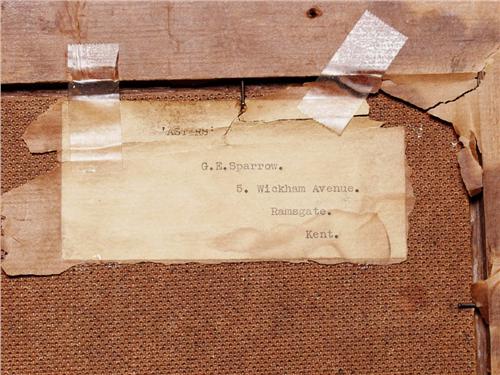 'ASTERS'
G.E.Sparrow.
5. Wickham Avenue.
Ramsgate.
Kent.